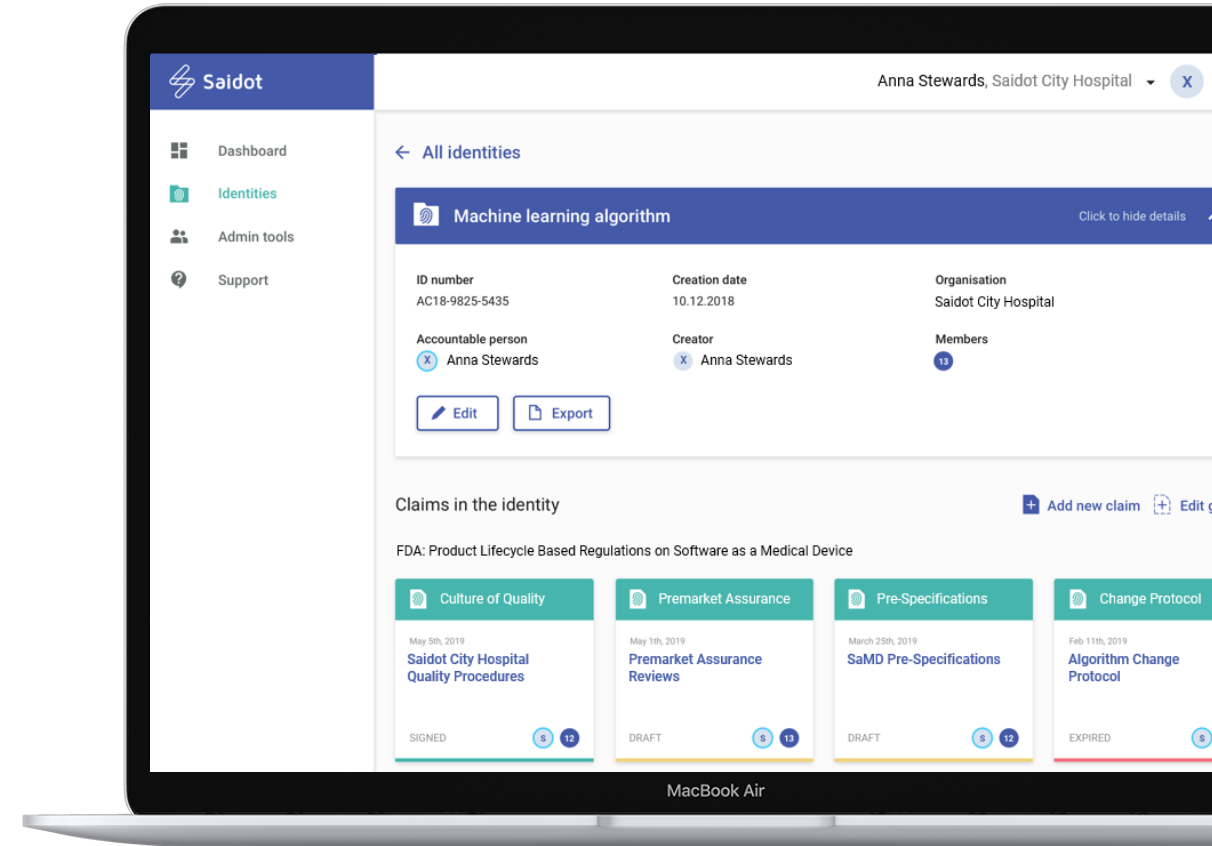 Saidot
Anna Stewards, Saidot City Hospital
X
Dashboard
Identities
Admin tools
Support
All identities
Machine learning algorithm
Click to hide details
ID number
AC18-9825-5435
Creation date
10.12.2018
Organisation
Saidot City Hospital
Accountable person
X Anna Stewards
Creator
X Anna Stewards
Members
13
Edit
Export
Claims in the identity
Add new claim
Edit g
FDA: Product Lifecycle Based Regulations on Software as a Medical Device
Culture of Quality
May 5th, 2019
Saidot City Hospital
Quality Procedures
SIGNED
S 12
Premarket Assurance
May 1th, 2019
Premarket Assurance
Reviews
DRAFT
S 13
Pre-Specifications
March 25th, 2019
SaMD Pre-Specifications
DRAFT
S 12
Change Protocol
Feb 11th, 2019
Algorithm Change
Protocol
EXPIRED
S
MacBook Air